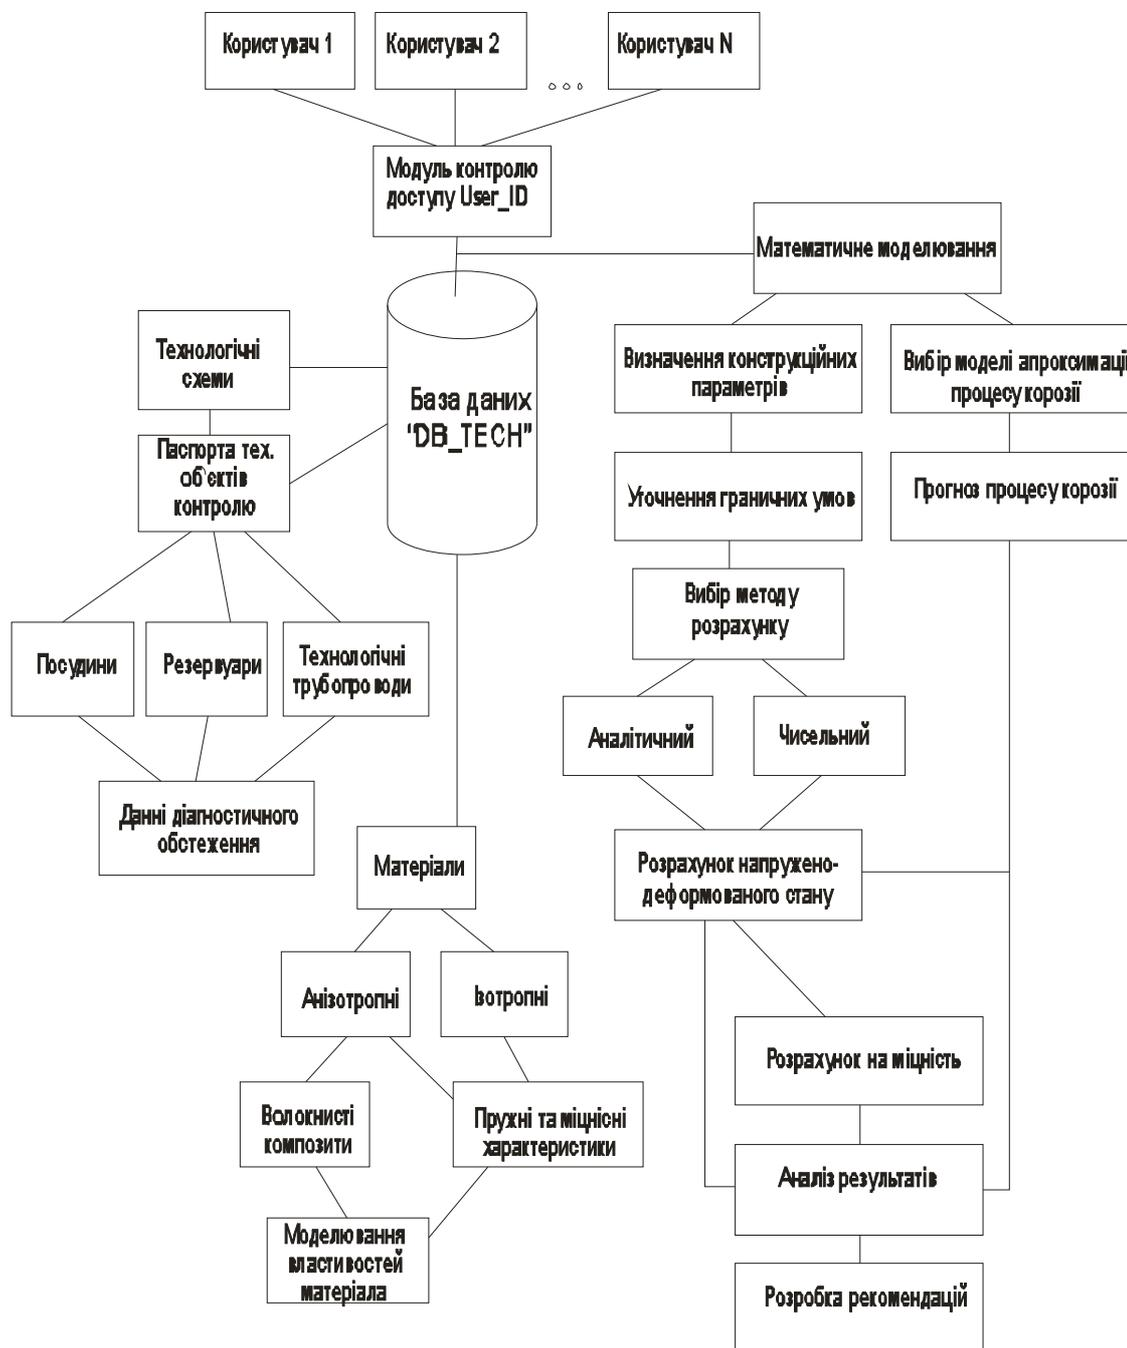 Користувач 1
Користувач 2
Користувач N
Модуль контролю
доступу User_ID
Математичне моделювання
Технологічні
схеми
База даних
"DB_TECH"
Визначення конструкційних
параметрів
Вибір моделі апроксимації
процесу корозії
Паспорта тех.
об'єктів
контролю
Уточнення граничних умов
Прогноз процесу корозії
Вибір методу
розрахунку
Посудини
Резервуари
Технологічні
трубопроводи
Аналітичний
Чисельний
Данні діагностичного
обстеження
Матеріали
Розрахунок напружено-
деформованого стану
Анізотропні
Ізотропні
Розрахунок на міцність
Волокнисті
композити
Пружні та міцнісні
характеристики
Аналіз результатів
Моделювання
властивостей
матеріала
Розробка рекомендацій